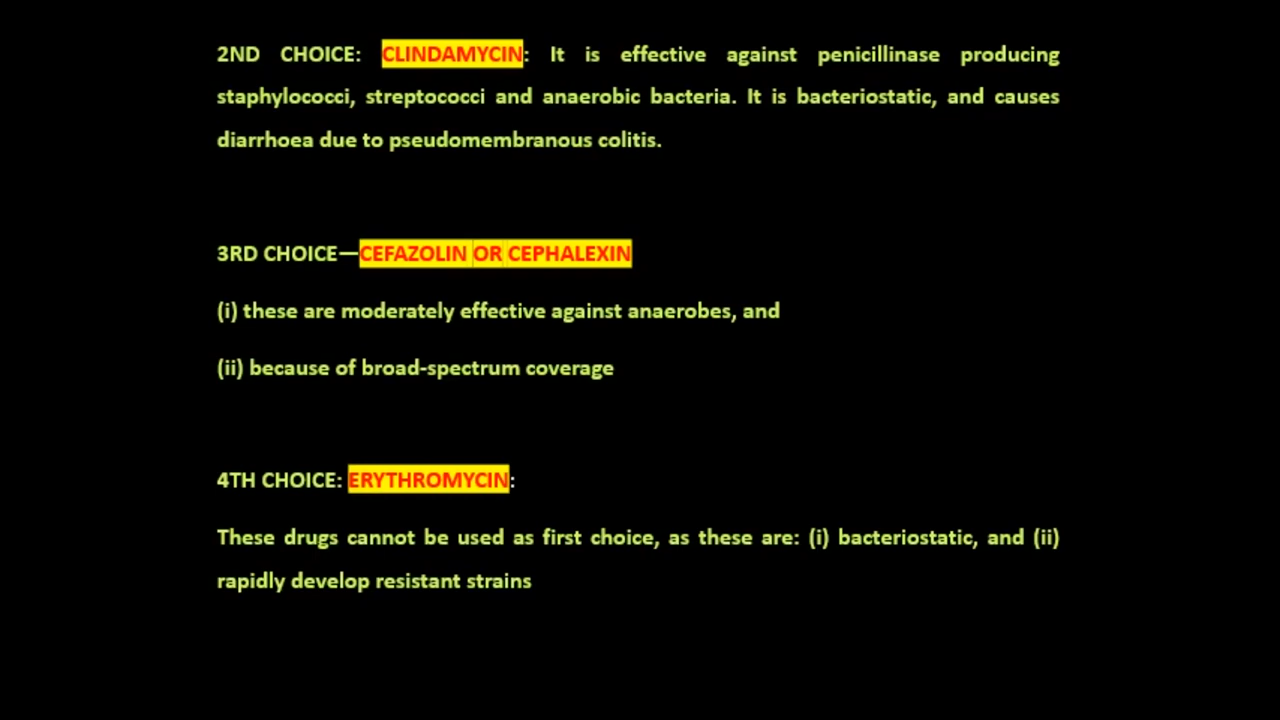 2ND CHOICE: CLINDAMYCIN: It is effective against penicillinase producing
staphylococci, streptococci and anaerobic bacteria. It is bacteriostatic, and causes
diarrhoea due to pseudomembranous colitis.
3RD CHOICE—CEFAZOLIN OR CEPHALEXIN
(i) these are moderately effective against anaerobes, and
(ii) because of broad-spectrum coverage
4TH CHOICE: ERYTHROMYCIN:
These drugs cannot be used as first choice, as these are: (i) bacteriostatic, and (ii)
rapidly develop resistant strains